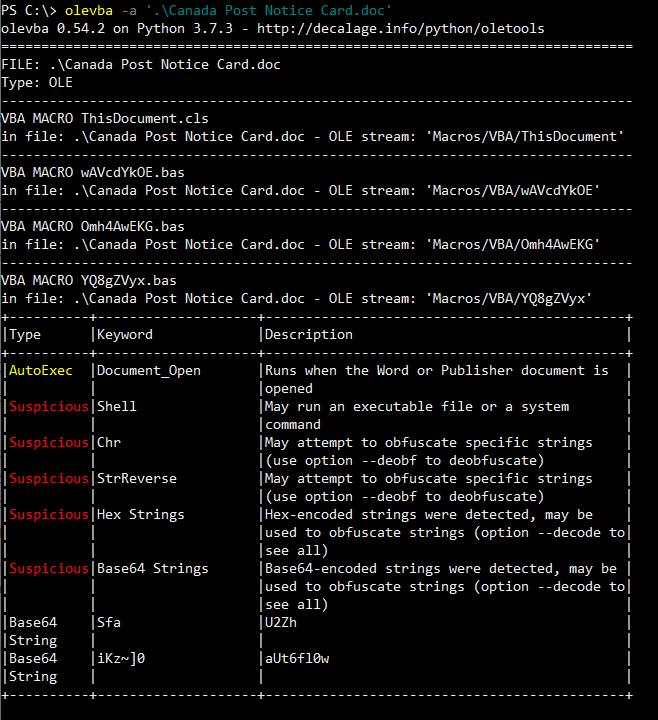 PS C:\> olevba -a '.\Canada Post Notice Card.doc'
olevba 0.54.2 on Python 3.7.3 - http://decalage.info/python/oletools
===============================================================================
FILE: .\Canada Post Notice Card.doc
Type: OLE
-------------------------------------------------------------------------------
VBA MACRO ThisDocument.cls
in file: .\Canada Post Notice Card.doc - OLE stream: 'Macros/VBA/ThisDocument'
-------------------------------------------------------------------------------
VBA MACRO wAVcdYkOE.bas
in file: .\Canada Post Notice Card.doc - OLE stream: 'Macros/VBA/wAVcdYkOE'
-------------------------------------------------------------------------------
VBA MACRO Omh4AwEKG.bas
in file: .\Canada Post Notice Card.doc - OLE stream: 'Macros/VBA/Omh4AwEKG'
-------------------------------------------------------------------------------
VBA MACRO YQ8gZVyx.bas
in file: .\Canada Post Notice Card.doc - OLE stream: 'Macros/VBA/YQ8gZVyx'
+----------+--------------------+---------------------------------------------+
|Type      |Keyword             |Description                                  |
+----------+--------------------+---------------------------------------------+
|AutoExec  |Document_Open       |Runs when the Word or Publisher document is  |
|          |                    |opened                                       |
|Suspicious|Shell               |May run an executable file or a system       |
|          |                    |command                                      |
|Suspicious|Chr                 |May attempt to obfuscate specific strings    |
|          |                    |(use option --deobf to deobfuscate)          |
|Suspicious|StrReverse          |May attempt to obfuscate specific strings    |
|          |                    |(use option --deobf to deobfuscate)          |
|Suspicious|Hex Strings         |Hex-encoded strings were detected, may be    |
|          |                    |used to obfuscate strings (option --decode to|
|          |                    |see all)                                     |
|Suspicious|Base64 Strings      |Base64-encoded strings were detected, may be |
|          |                    |used to obfuscate strings (option --decode to|
|          |                    |see all)                                     |
|Base64    |Sfa                 |U2Zh                                         |
|String    |                    |                                             |
|Base64    |iKz~]0              |aUt6fl0w                                     |
|String    |                    |                                             |
+----------+--------------------+---------------------------------------------+